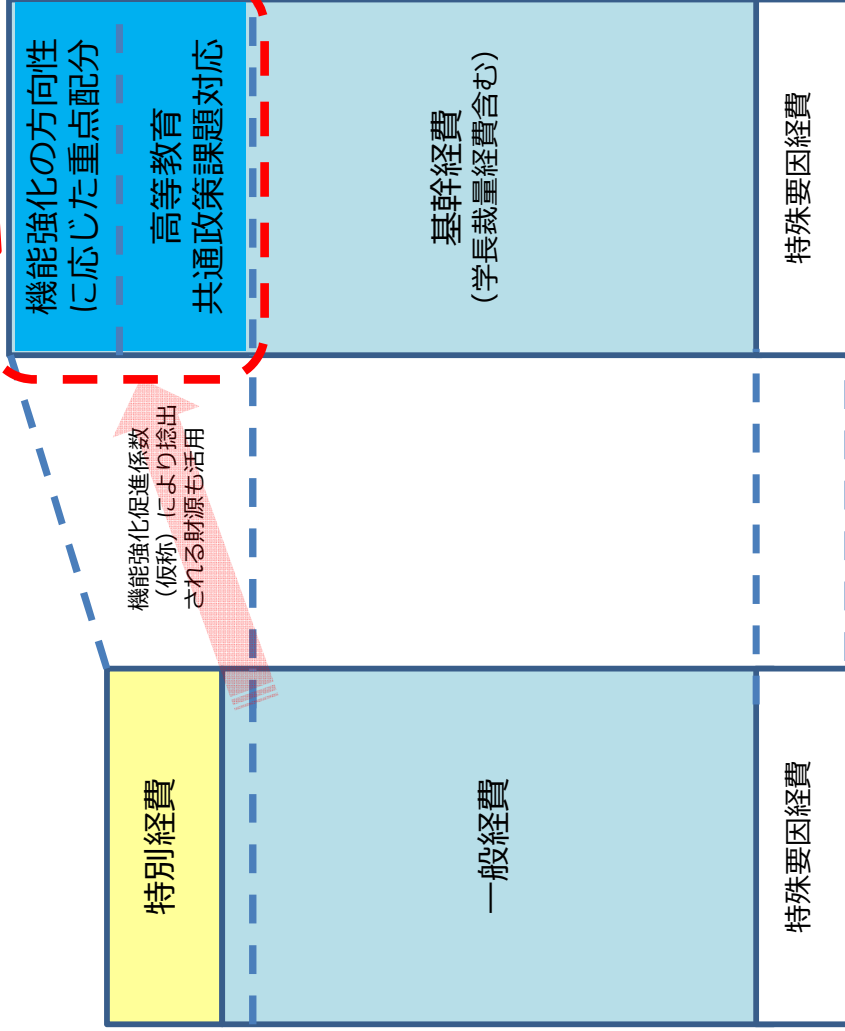 特別経費
一般経費
特殊要因経費
機能強化促進係数
（仮称）により捻出
される財源も活用
機能強化の方向性
に応じた重点配分
高等教育
共通政策課題対応
基幹経費
（学長裁量経費含む）
特殊要因経費